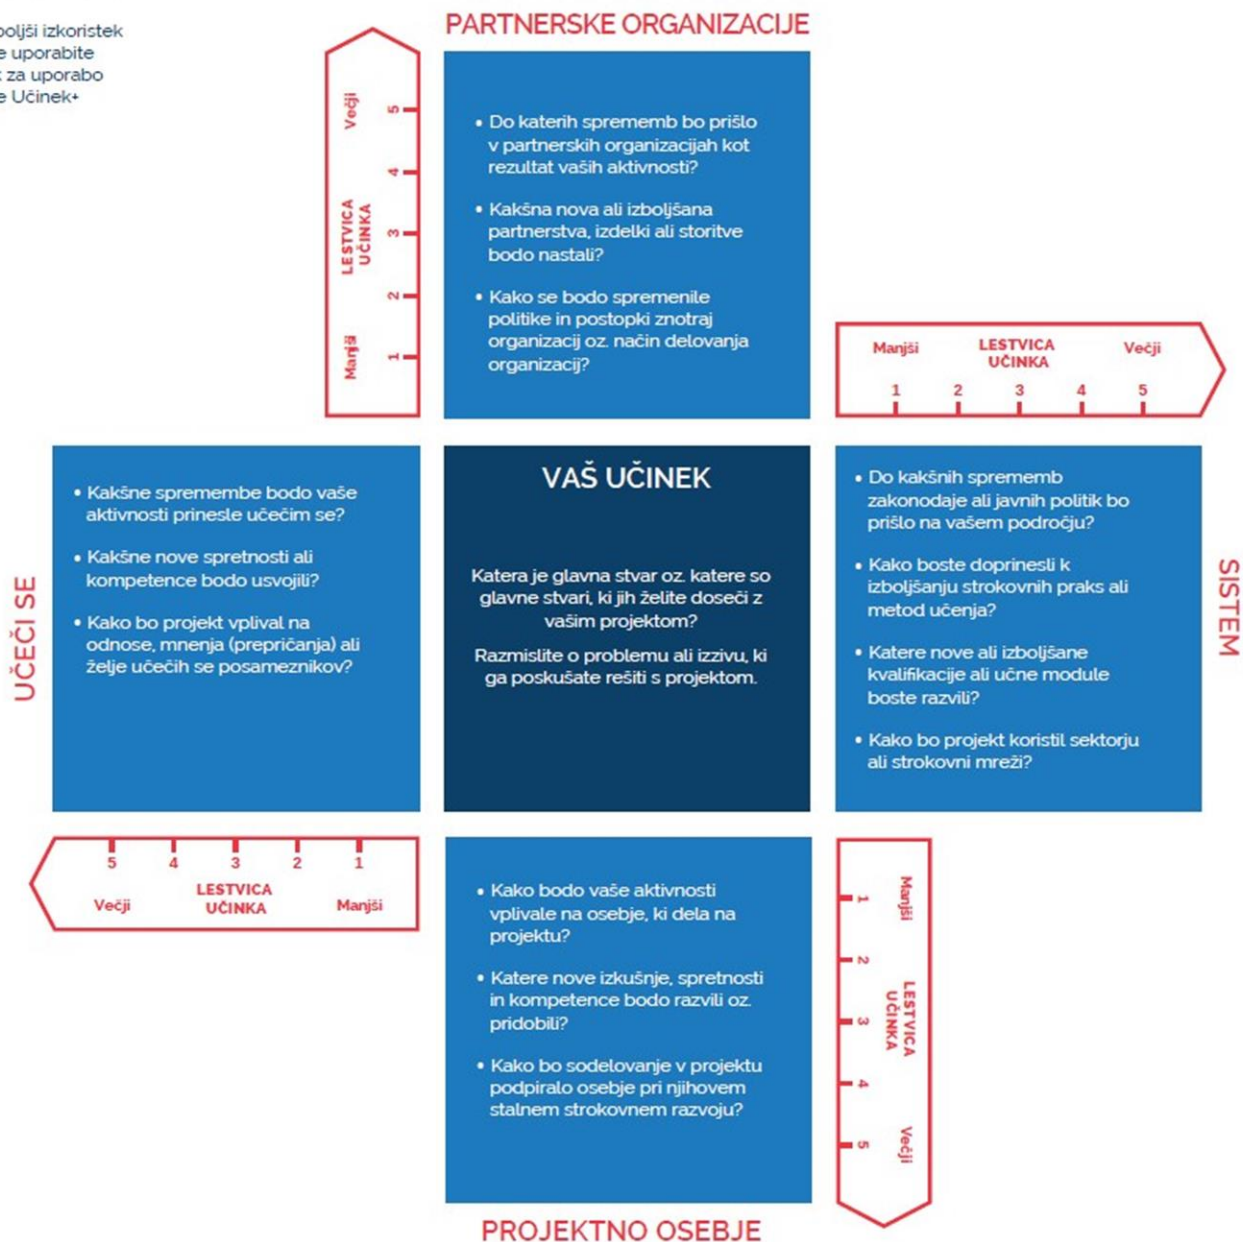 boljši izkoristek
e uporabite
za uporabo
e Učinek+
PARTNERSKE ORGANIZACIJE
Večji
LESTVICA
UČINKA
Manjši
5
4
3
2
1
• Do katerih sprememb bo prišlo
v partnerskih organizacijah kot
rezultat vaših aktivnosti?
• Kakšna nova ali izboljšana
partnerstva, izdelki ali storitve
bodo nastali?
• Kako se bodo spremenile
politike in postopki znotraj
organizacij oz. način delovanja
organizacij?
Manjši LESTVICA Večji
UČINKA
1 2 3 4 5
UČEČI SE
• Kakšne spremembe bodo vaše
aktivnosti prinesle učečim se?
• Kakšne nove spretnosti ali
kompetence bodo usvojili?
• Kako bo projekt vplival na
odnose, mnenja (prepričanja) ali
želje učečih se posameznikov?
VAŠ UČINEK
Katera je glavna stvar oz. katere so
glavne stvari, ki jih želite doseči z
vašim projektom?
Razmislite o problemu ali izzivu, ki
ga poskušate rešiti s projektom.
• Do kakšnih sprememb
zakonodaje ali javnih politik bo
prišlo na vašem področju?
• Kako boste doprinesli k
izboljšanju strokovnih praks ali
metod učenja?
• Katere nove ali izboljšane
kvalifikacije ali učne module
boste razvili?
• Kako bo projekt koristil sektorju
ali strokovni mreži?
SISTEM
5 4 3 2 1
Večji LESTVICA Manjši
UČINKA
• Kako bodo vaše aktivnosti
vplivale na osebje, ki dela na
projektu?
• Katere nove izkušnje, spretnosti
in kompetence bodo razvili oz.
pridobili?
• Kako bo sodelovanje v projektu
podpiralo osebje pri njihovem
stalnem strokovnem razvoju?
Manjši
LESTVICA
UČINKA
Večji
1
2
3
4
5
PROJEKTNO OSEBJE